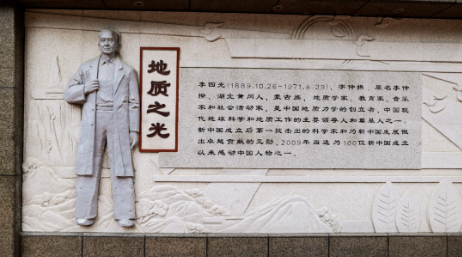 地质之光
李四光(1889.10.26-1971.4.29)，原名李仲
揆，湖北黄冈人，蒙古族，地质学家、教育家、音乐
家和社会活动家，是中国地质力学的创立者、中国现
代地球科学和地质工作的主要领导人和奠基人之一，
新中国成立后第一批杰出的科学家和为新中国发展做
出卓越贡献的元勋，2009年当选为100位新中国成立
以来感动中国人物之一。